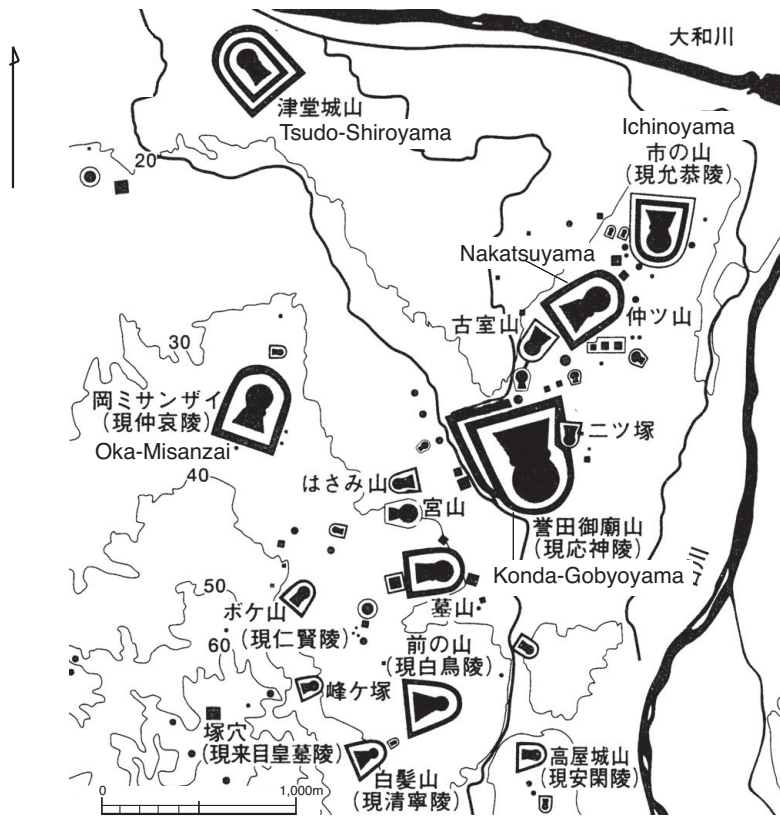 大和川
津堂城山
Tsudo-Shiroyama
Ichinoyama
市の山
(現允恭陵)
20
Nakatsuyama
仲ツ山
古室山
30
岡ミサンザイ
(現仲哀陵)
Oka-Misanzai
二ツ塚
40
はさみ山
宮山
誉田御廟山
(現応神陵)
Konda-Gobyoyama
50
墓山
ボケ山
(現仁賢陵)
前の山
(現白鳥陵)
60
峰ケ塚
塚穴
(現来目皇墓陵)
白髪山
(現清寧陵)
高屋城山
(現安閑陵)
0
1,000m